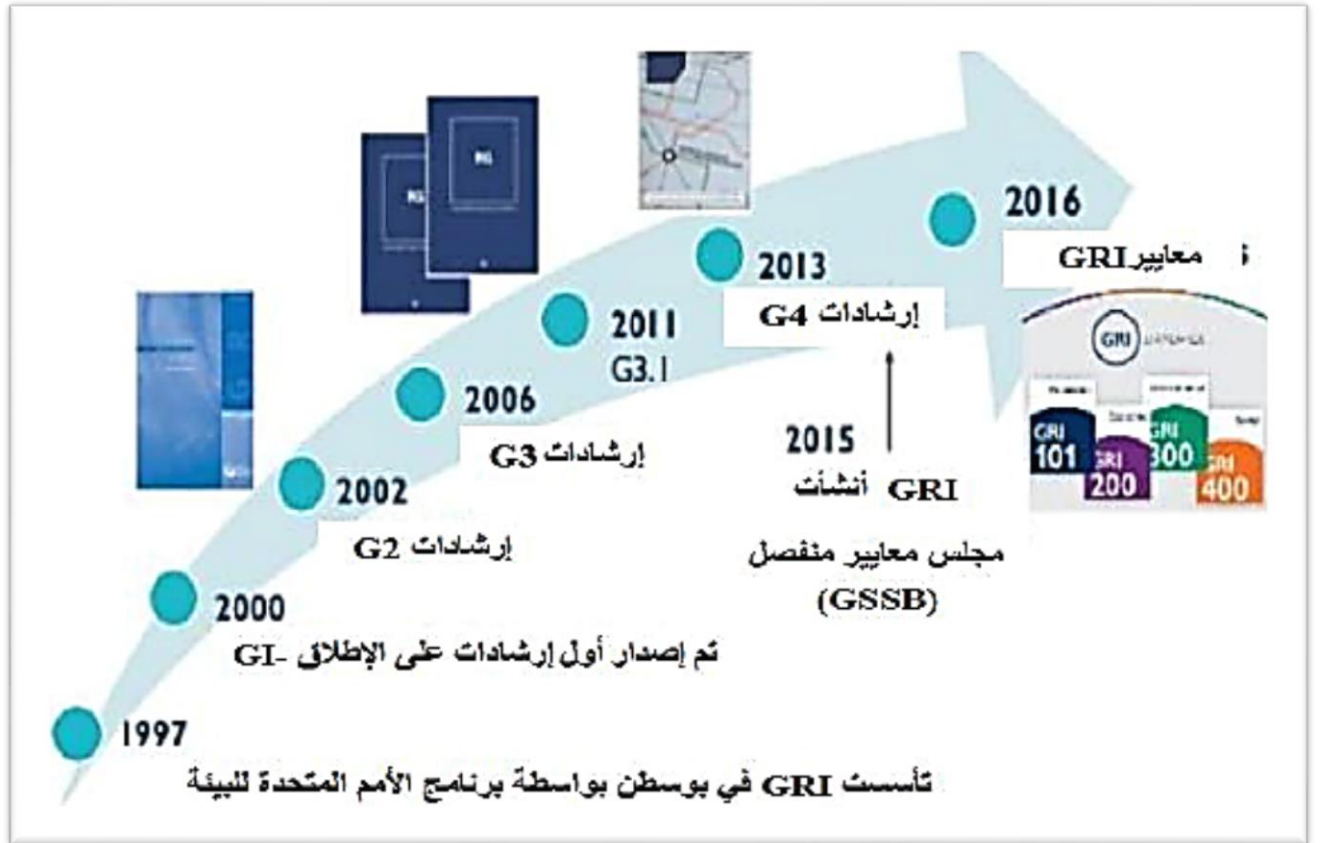 2016
معايير GRI
2013
إرشادات G4
2011
G3.1
2006
إرشادات G3
2015
أنشأت GRI
مجلس معايير منفصل
(GSSB)
2002
إرشادات G2
2000
تم إصدار أول إرشادات على الإطلاق -GI
1997
تأسست GRI في بوسطن بواسطة برنامج الأمم المتحدة للبيئة
GRI
GRI
101
GRI
200
GRI
300
GRI
400